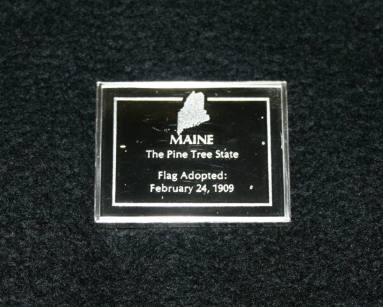 MAINE
The Pine Tree State
Flag Adopted:
February 24, 1909